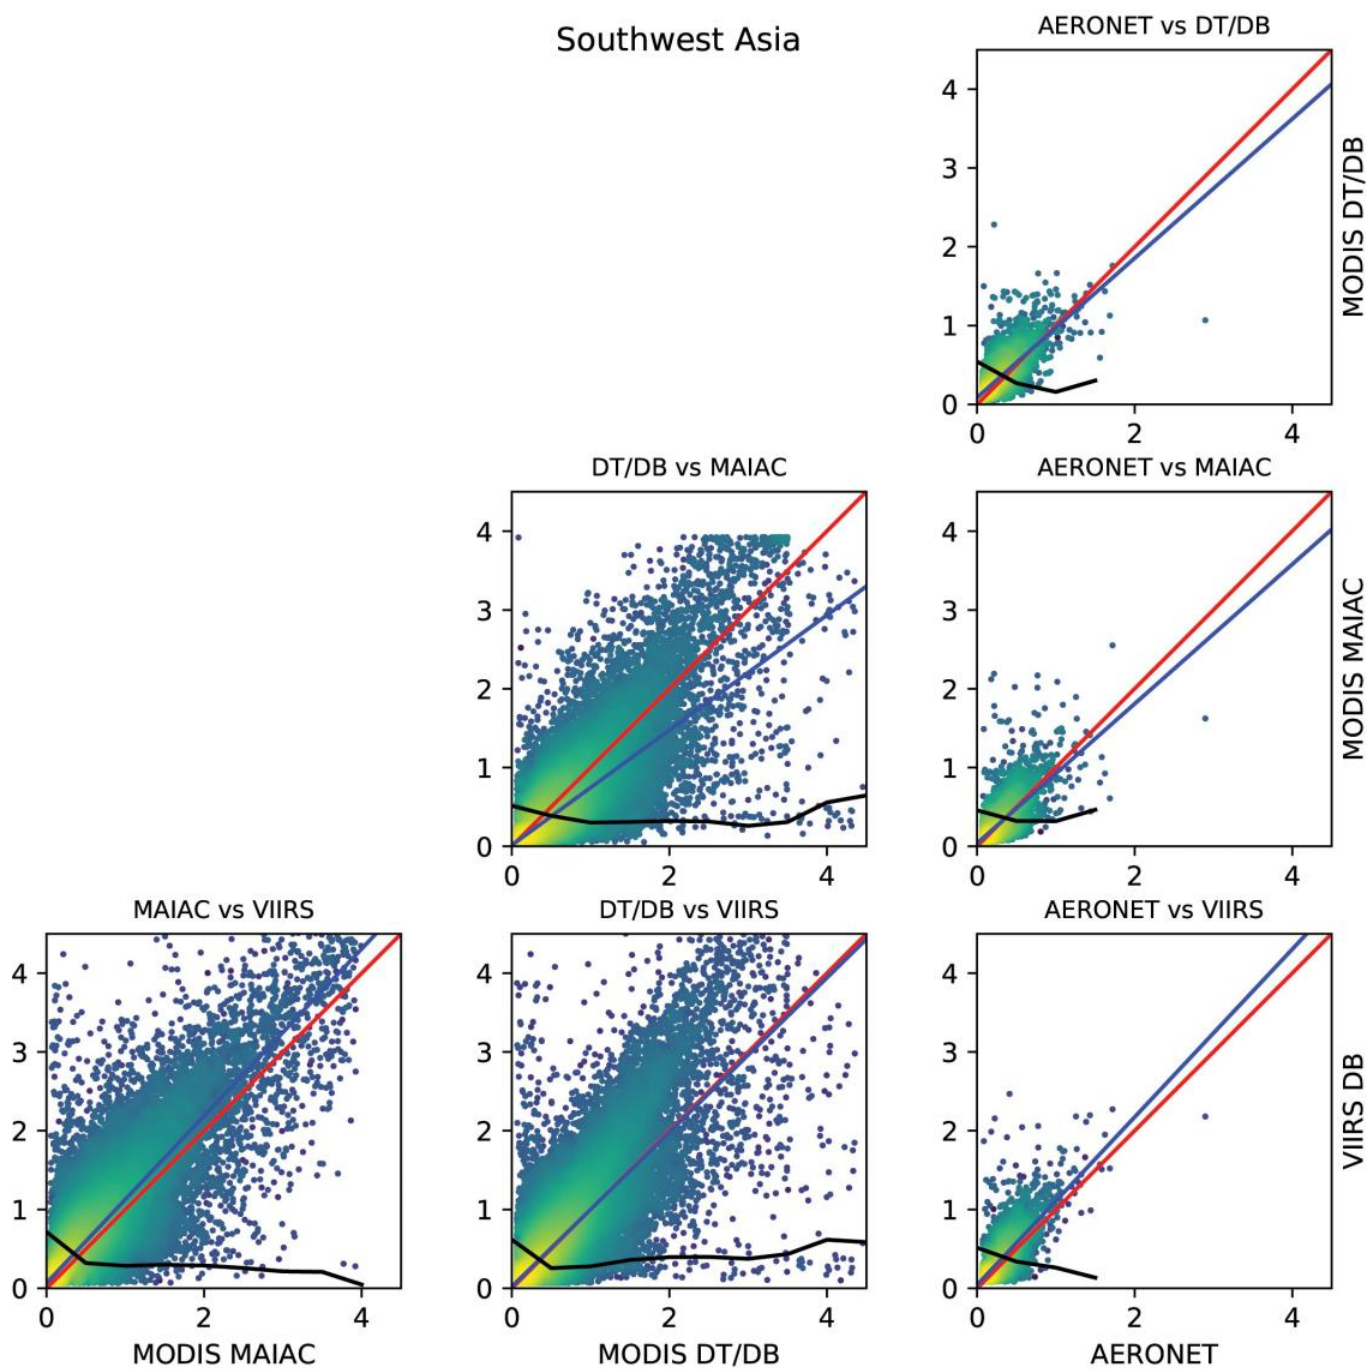 Southwest Asia
AERONET vs DT/DB
4
3
2
1
0
0 2 4
MODIS DT/DB
DT/DB vs MAIAC
4
3
2
1
0
0 2 4
AERONET vs MAIAC
4
3
2
1
0
0 2 4
MODIS MAIAC
MAIAC vs VIIRS
4
3
2
1
0
0 2 4
MODIS MAIAC
DT/DB vs VIIRS
4
3
2
1
0
0 2 4
MODIS DT/DB
AERONET vs VIIRS
4
3
2
1
0
0 2 4
AERONET
VIIRS DB